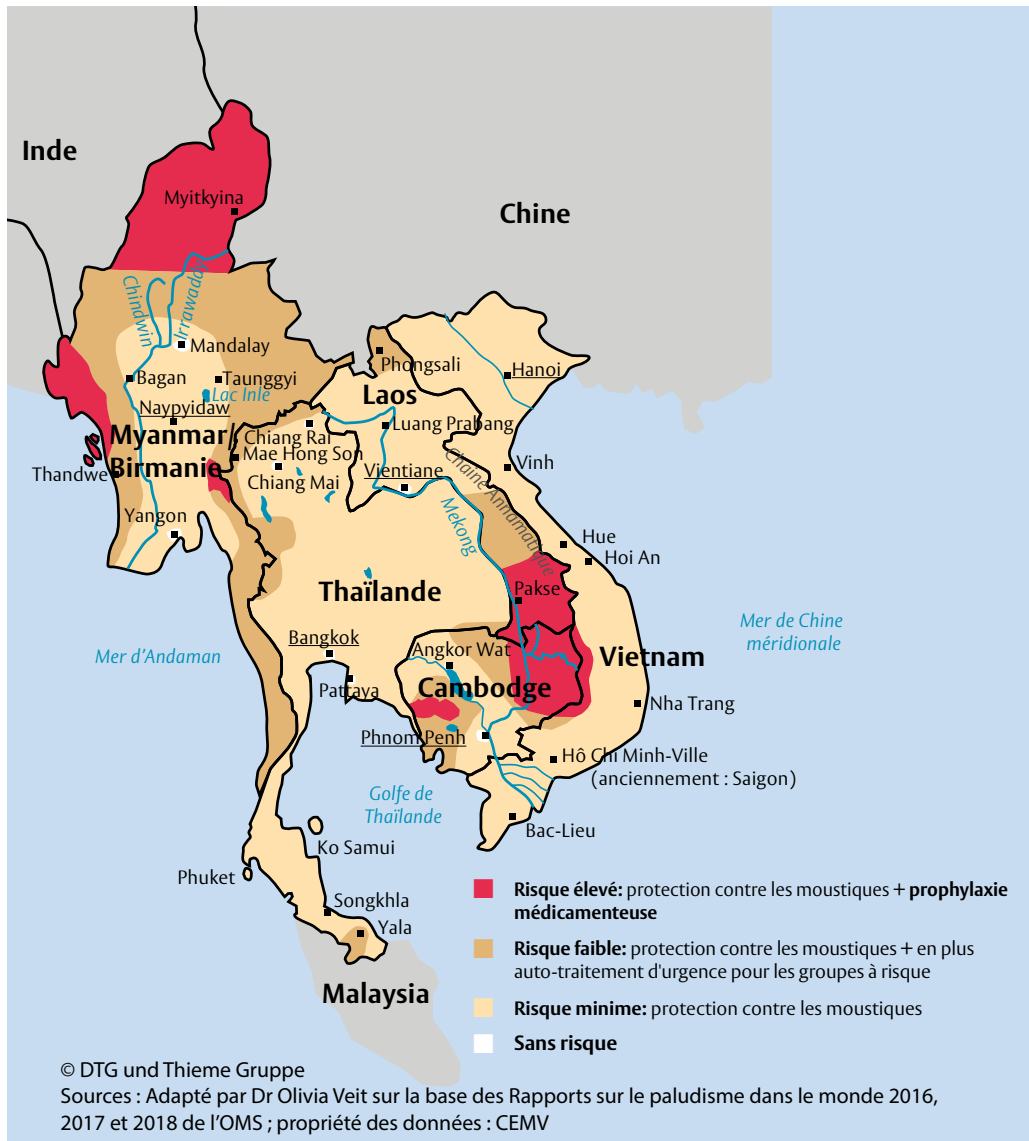 Inde
Chine
Myitkyina
Chindwin
Irrawaddy
Mandalay
Phongsali
Hanoi
Bagan
Taunggyi
Lac Inle
Laos
Naypyidaw
Luang Prabang
Myanmar/
Birmanie
Chiang Rai
Mae Hong Son
Chiang Mai
Vientiane
Chaîne Annamatique
Vinh
Thandwe
Yangon
Mekong
Hue
Hoi An
Thaïlande
Pakse
Mer de Chine
méridionale
Mer d'Andaman
Bangkok
Angkor Wat
Vietnam
Pattaya
Cambodge
Nha Trang
Phnom Penh
Hô Chi Minh-Ville
(anciennement : Saigon)
Golfe de
Thaïlande
Bac-Lieu
Ko Samui
Phuket
Songkhla
Yala
Malaysia
Risque élevé: protection contre les moustiques + prophylaxie
médicamenteuse
Risque faible: protection contre les moustiques + en plus
auto-traitement d'urgence pour les groupes à risque
Risque minime: protection contre les moustiques
Sans risque
© DTG und Thieme Gruppe
Sources : Adapté par Dr Olivia Veit sur la base des Rapports sur le paludisme dans le monde 2016,
2017 et 2018 de l'OMS ; propriété des données : CEMV